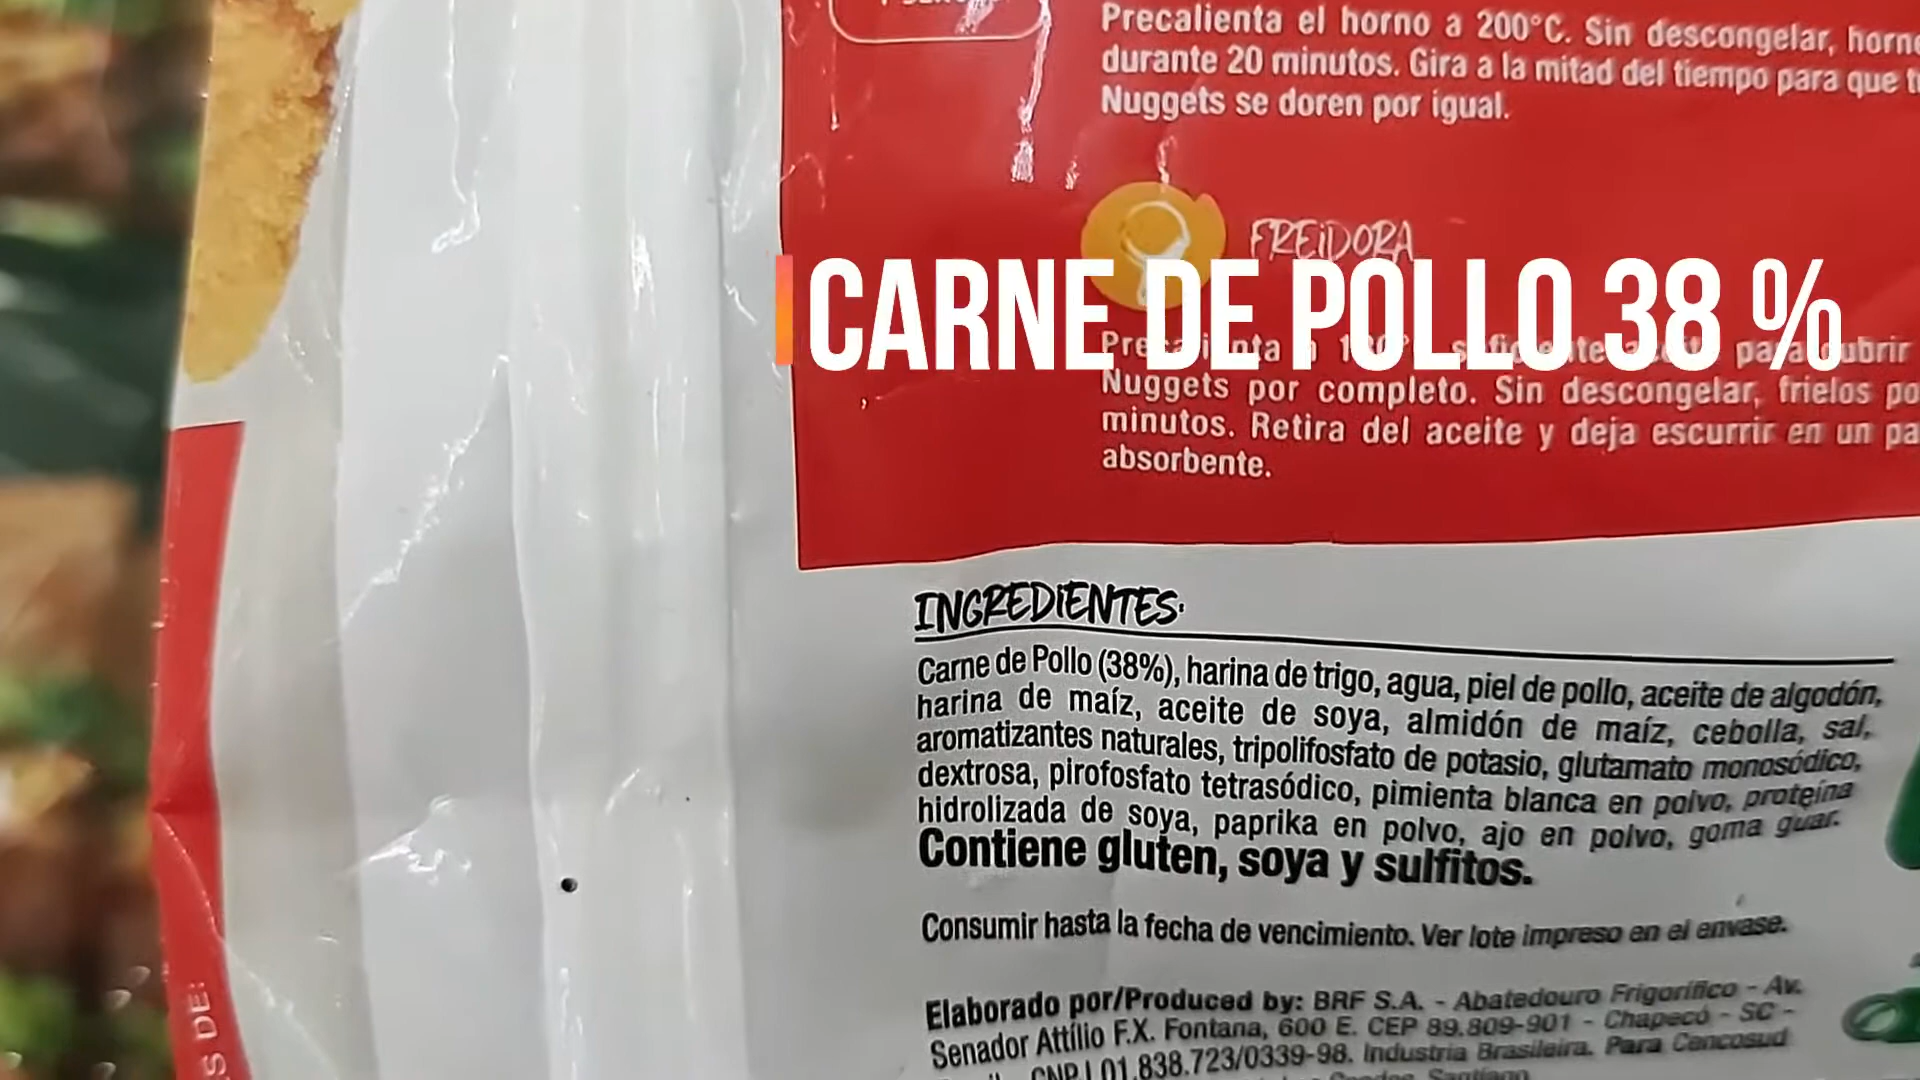 Precalienta el horno a 200°C. Sin descongelar,
durante 20 minutos. Gira a la mitad del tiempo para que
Nuggets se doren por igual.
FREIDORA
CARNE DE POLLO 38 %
para cubrir
Nuggets por completo. Sin descongelar, fríelos
minutos. Retira del aceite y deja escurrir en un
absorbente.
INGREDIENTES:
Carne de Pollo (38%), harina de trigo, agua, piel de pollo, aceite de algodón,
harina de maíz, aceite de soya, almidón de maíz, cebolla, sal,
aromatizantes naturales, tripolifosfato de potasio, glutamato monosódico,
dextrosa, pirofosfato tetrasódico, pimienta blanca en polvo, proteína
hidrolizada de soya, paprika en polvo, ajo en polvo, goma guar.
Contiene gluten, soya y sulfitos.
Consumir hasta la fecha de vencimiento. Ver lote impreso en el envase.
Elaborado por/Produced by: BRF S.A. - Abatedouro Frigorífico - Av.
Senador Attílio F.X. Fontana, 600 E. CEP 89.809-901 - Chapecó - SC -
CNPJ 01.838.723/0339-98. Industria Brasileira. Para Cencosud
Santiago
S DE: